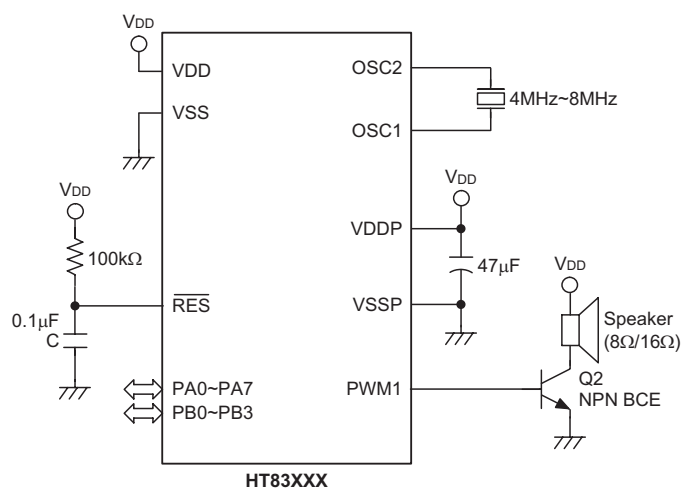 VDD
VDD
VSS
VDD
100kΩ
RES
0.1μF
C
PA0~PA7
PB0~PB3
OSC2
4MHz~8MHz
OSC1
VDD
VDDP
47μF
VSSP
VDD
Speaker
(8Ω/16Ω)
PWM1
Q2
NPN BCE
HT83XXX